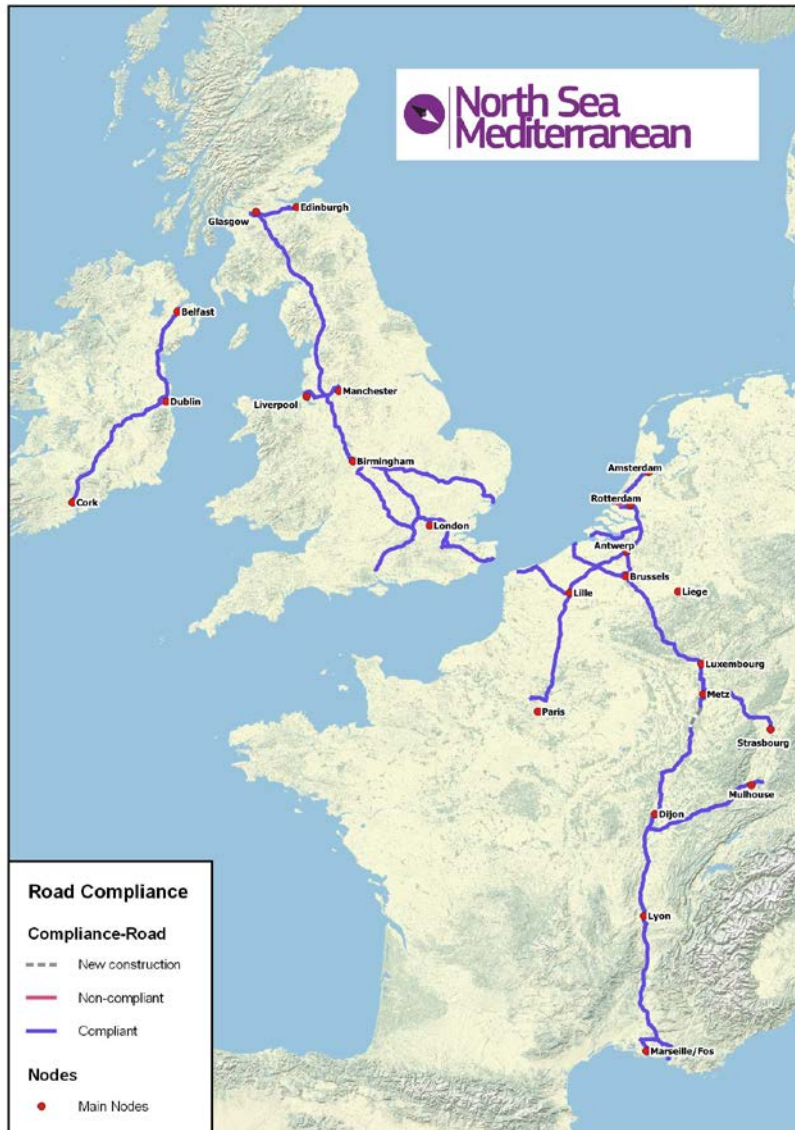 North Sea
Mediterranean
Edinburgh
Glasgow
Belfast
Manchester
Liverpool
Dublin
Birmingham
Amsterdam
Cork
Rotterdam
London
Antwerp
Brussels
Lille
Liege
Luxembourg
Metz
Paris
Strasbourg
Mulhouse
Dijon
Lyon
Marseille/Fos
Road Compliance
Compliance-Road
New construction
Non-compliant
Compliant
Nodes
Main Nodes